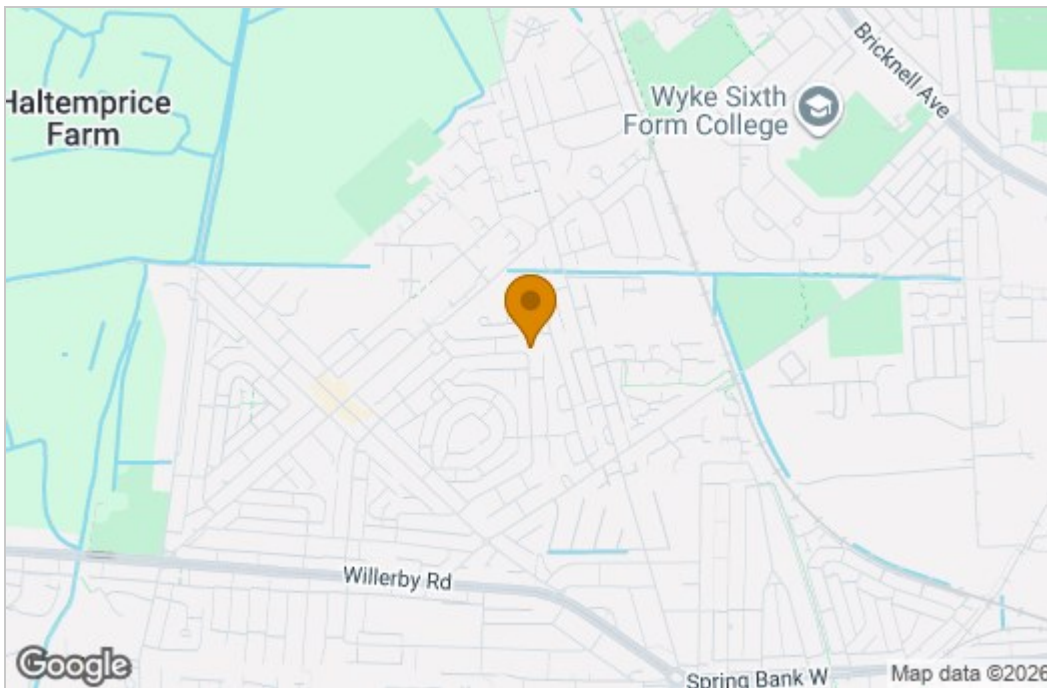 Haltemprice
Farm
Wyke Sixth
Form College
Bricknell Ave
Willerby Rd
Spring Bank W
Google
Map data ©2026